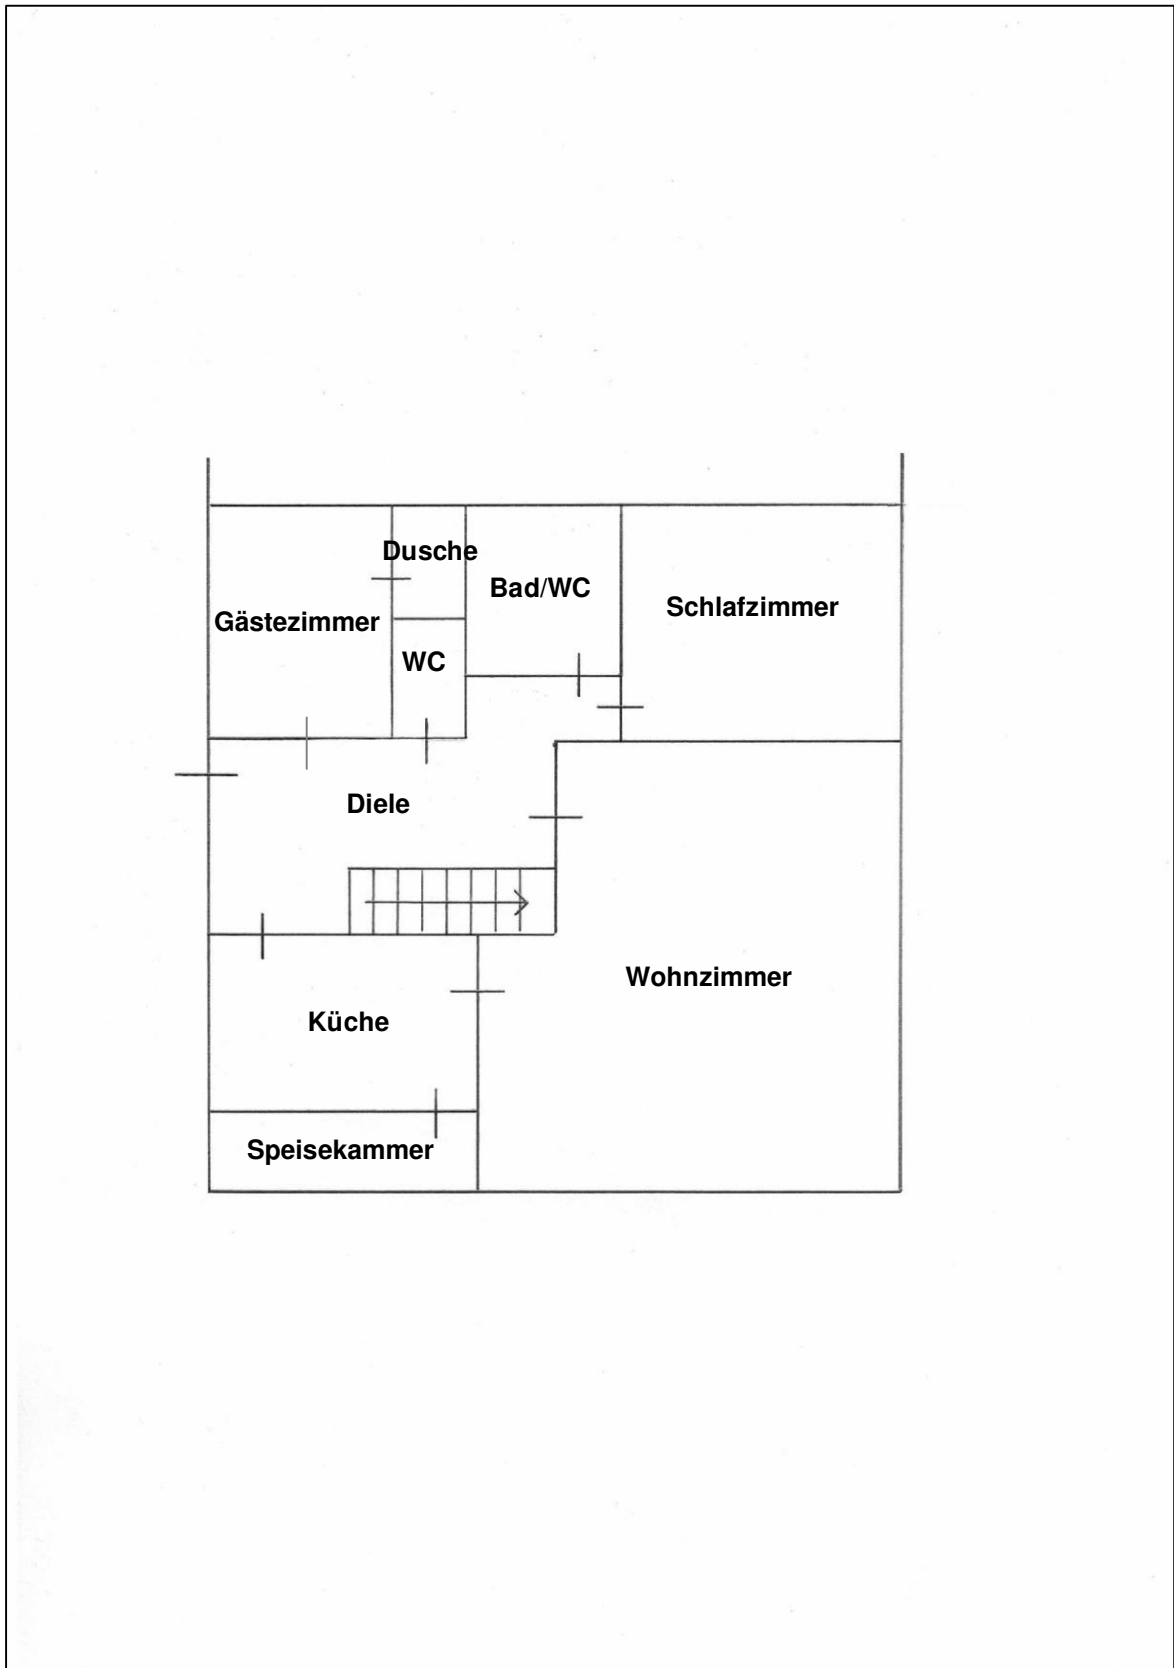 Dusche
Bad/WC
Schlafzimmer
Gästezimmer
WC
Diele
Wohnzimmer
Küche
Speisekammer